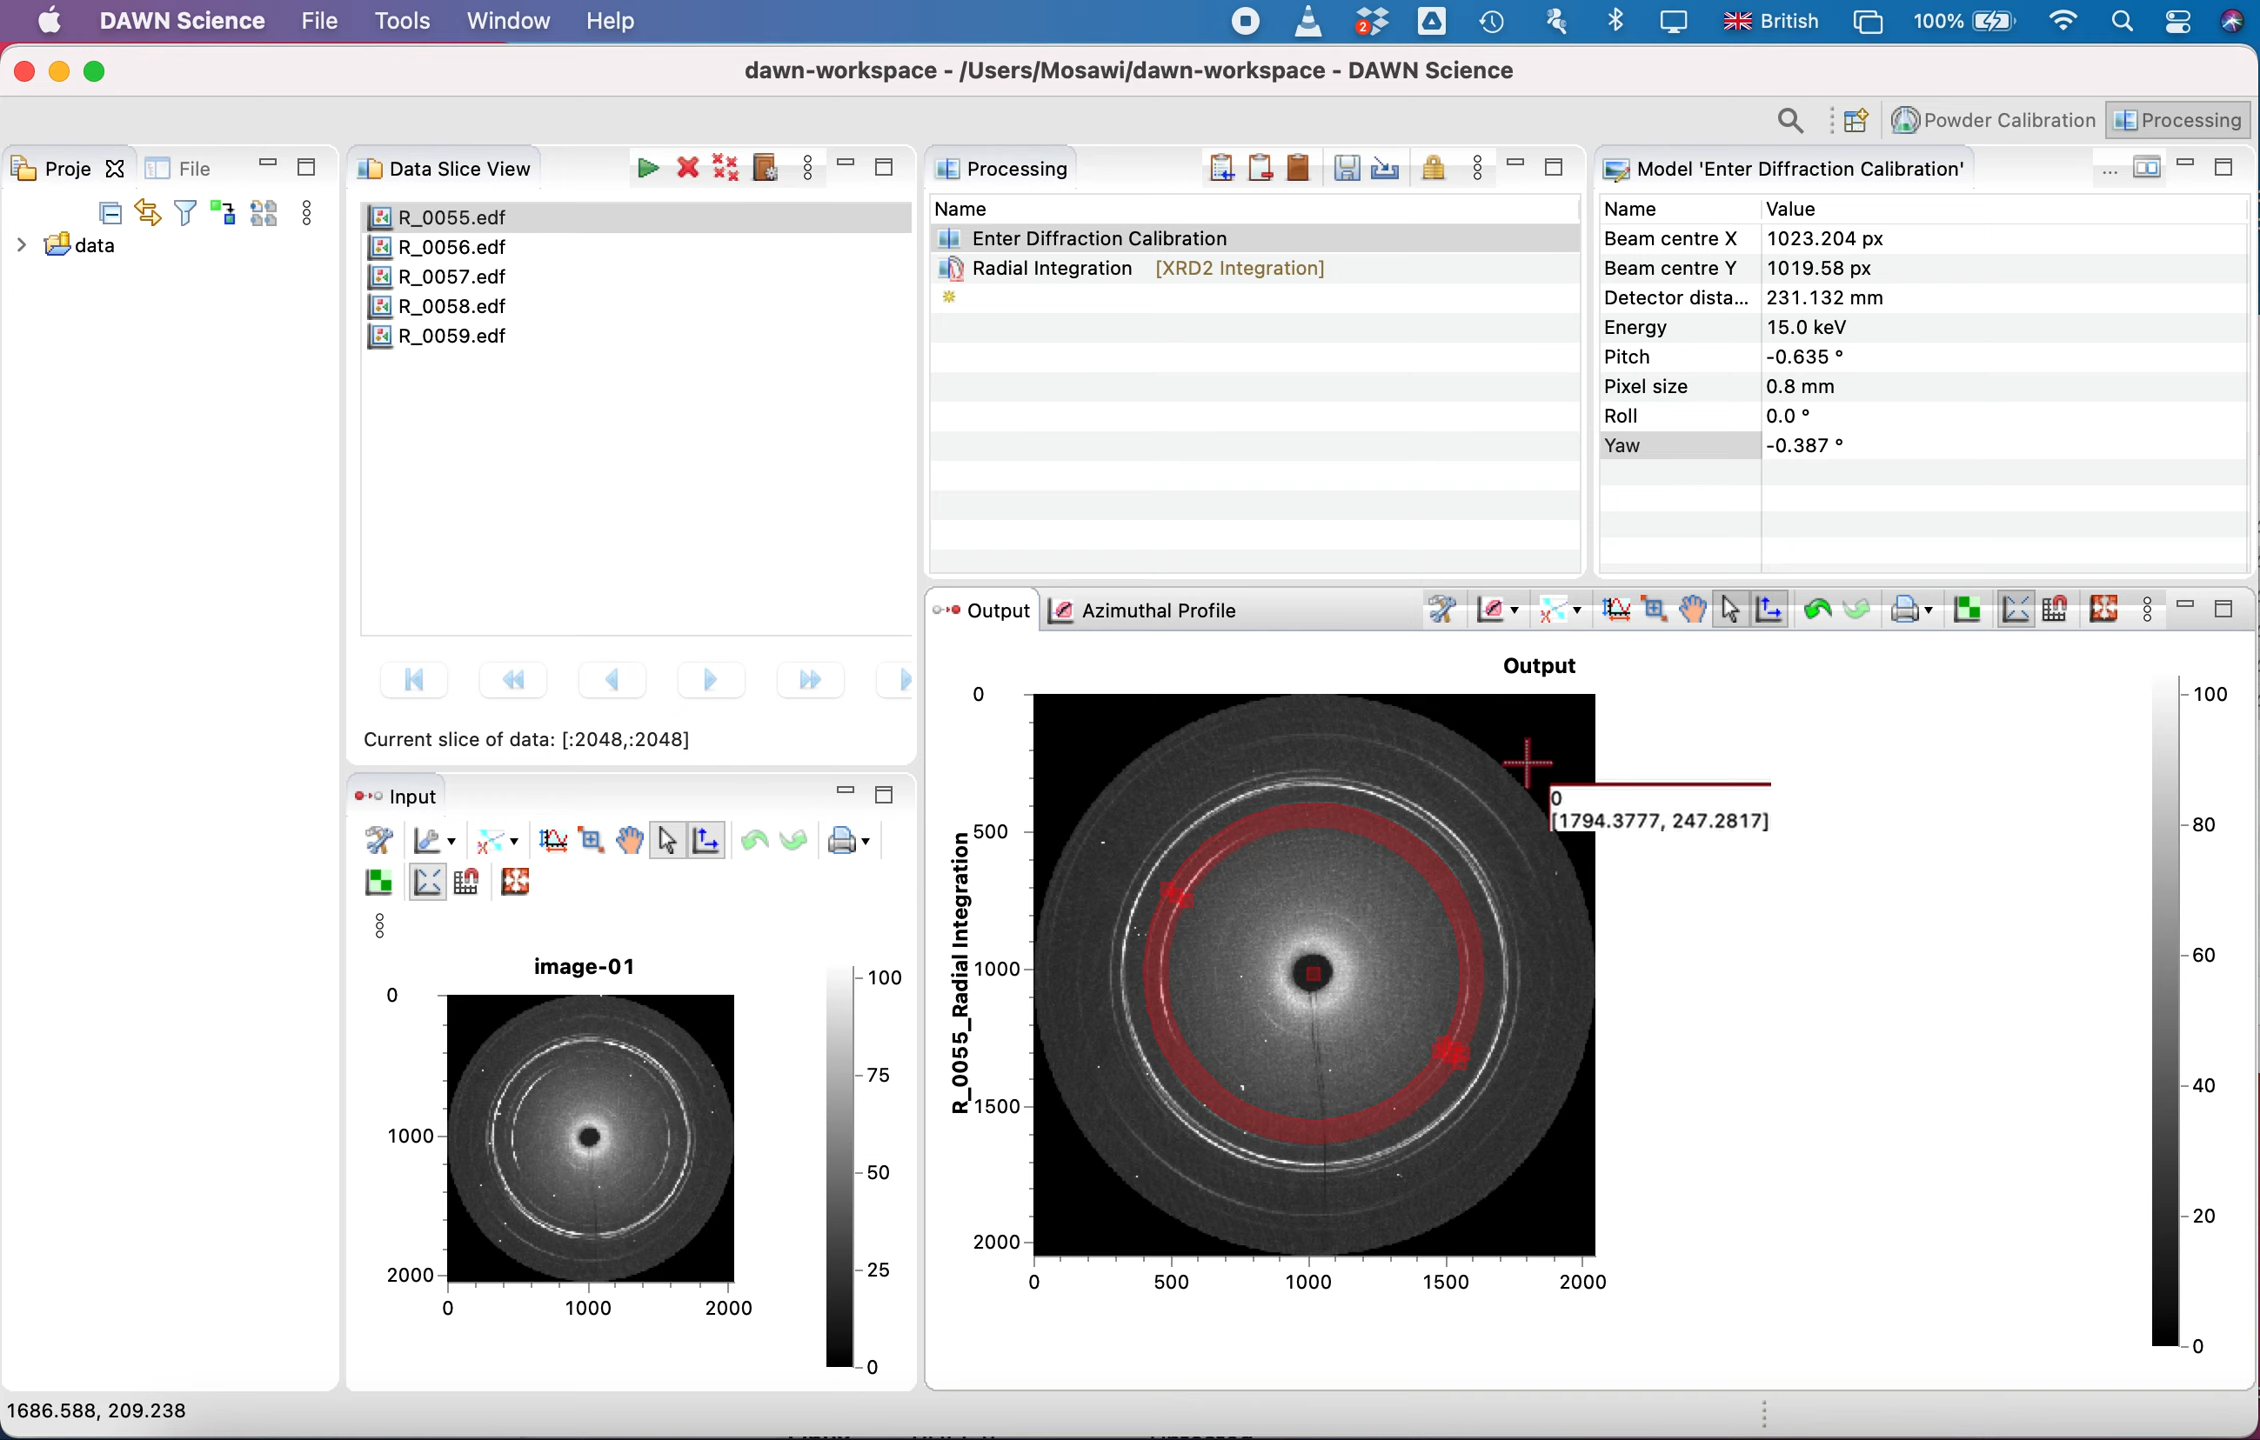 DAWN Science File Tools Window Help 2 British 100%
dawn-workspace - /Users/Mosawi/dawn-workspace - DAWN Science
Powder Calibration Processing
Proje File
data
Data Slice View
R_0055.edf
R_0056.edf
R_0057.edf
R_0058.edf
R_0059.edf
Current slice of data: [:2048,:2048]
Processing
Name
Enter Diffraction Calibration
Radial Integration [XRD2 Integration]
Model 'Enter Diffraction Calibration'
...
Name Value
Beam centre X 1023.204 px
Beam centre Y 1019.58 px
Detector dista... 231.132 mm
Energy 15.0 keV
Pitch -0.635 °
Pixel size 0.8 mm
Roll 0.0 °
Yaw -0.387 °
Input
image-01
0
1000
2000
0 1000 2000
100
75
50
25
0
Output Azimuthal Profile
Output
R_0055_Radial Integration
0
500
1000
1500
2000
0 500 1000 1500 2000
0
[1794.3777, 247.2817]
100
80
60
40
20
0
1686.588, 209.238